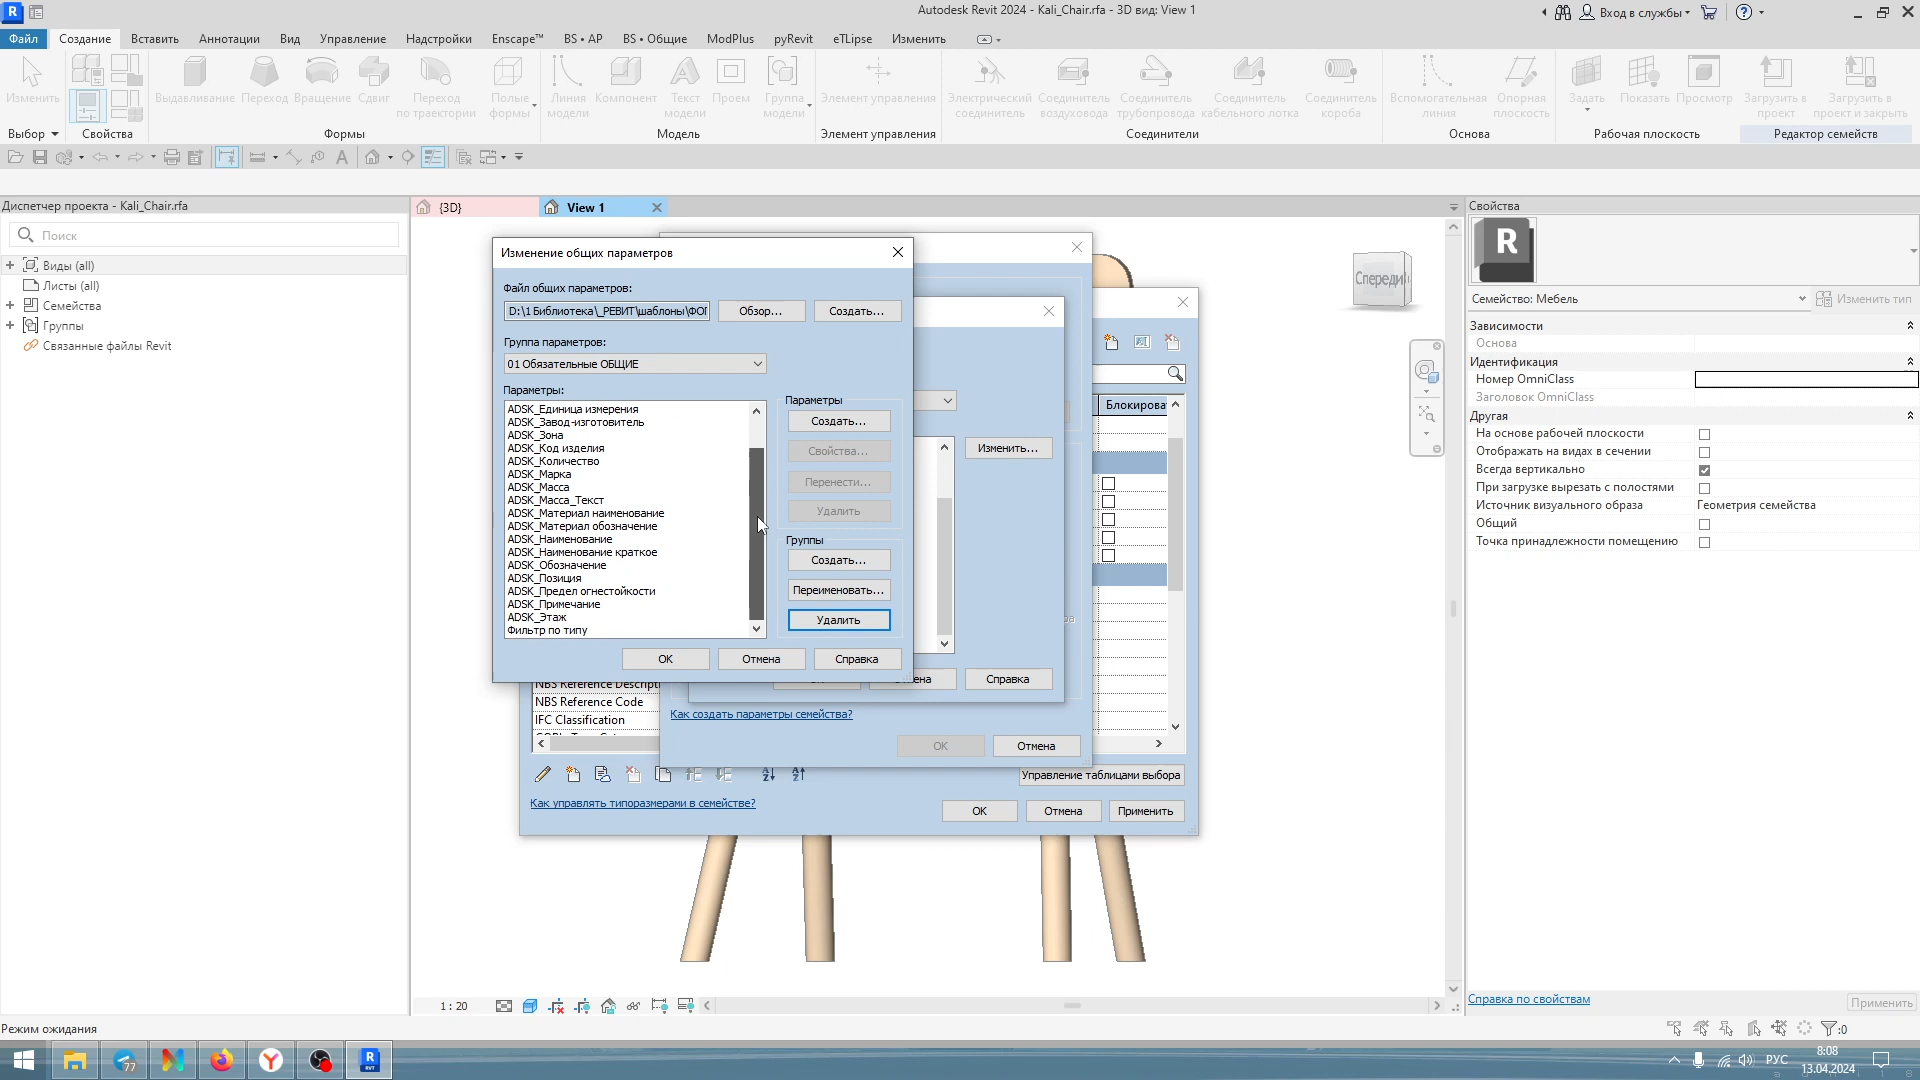 Autodesk Revit 2024 - Kali_Chair.rfa - 3D вид: View 1
Вход в службы
Файл Создание Вставить Аннотации Вид Управление Надстройки Enscape™ BS • AP BS • Общие ModPlus pyRevit eTLipse Изменить
Изменить Выдавливание Переход Вращение Сдвиг Переход по траектории Полые формы Линия модели Компонент Текст модели Проем Группа модели Элемент управления Электрический соединитель Соединитель воздуховода Соединитель трубопровода Соединитель кабельного лотка Соединитель короба Вспомогательная линия Опорная плоскость Задать Показать Просмотр Загрузить в проект Загрузить в проект и закрыть
Выбор Свойства Формы Модель Элемент управления Соединители Основа Рабочая плоскость Редактор семейств
Диспетчер проекта - Kali_Chair.rfa
Поиск
Виды (all)
Листы (all)
Семейства
Группы
Связанные файлы Revit
{3D} View 1
Спереди
Изменение общих параметров
Файл общих параметров:
D:\1 Библиотека\_РЕВИТ\шаблоны\ФОГ Обзор... Создать...
Группа параметров:
01 Обязательные ОБЩИЕ
Параметры:
ADSK_Единица измерения
ADSK_Завод-изготовитель
ADSK_Зона
ADSK_Код изделия
ADSK_Количество
ADSK_Марка
ADSK_Масса
ADSK_Масса_Текст
ADSK_Материал наименование
ADSK_Материал обозначение
ADSK_Наименование
ADSK_Наименование краткое
ADSK_Обозначение
ADSK_Позиция
ADSK_Предел огнестойкости
ADSK_Примечание
ADSK_Этаж
Фильтр по типу
Параметры
Создать...
Свойства...
Перенести...
Удалить
Группы
Создать...
Переименовать...
Удалить
OK Отмена Справка
Изменить...
Справка
Блокирова
NBS Reference Descripti
NBS Reference Code
IFC Classification
Как создать параметры семейства?
OK Отмена
Управление таблицами выбора
Как управлять типоразмерами в семействе?
OK Отмена Применить
Свойства
R
Семейство: Мебель Изменить тип
Зависимости
Основа
Идентификация
Номер OmniClass
Заголовок OmniClass
Другая
На основе рабочей плоскости
Отображать на видах в сечении
Всегда вертикально
При загрузке вырезать с полостями
Источник визуального образа Геометрия семейства
Общий
Точка принадлежности помещению
Справка по свойствам Применить
1 : 20
Режим ожидания
:0
77
R
RVT
РУС
8:08
13.04.2024